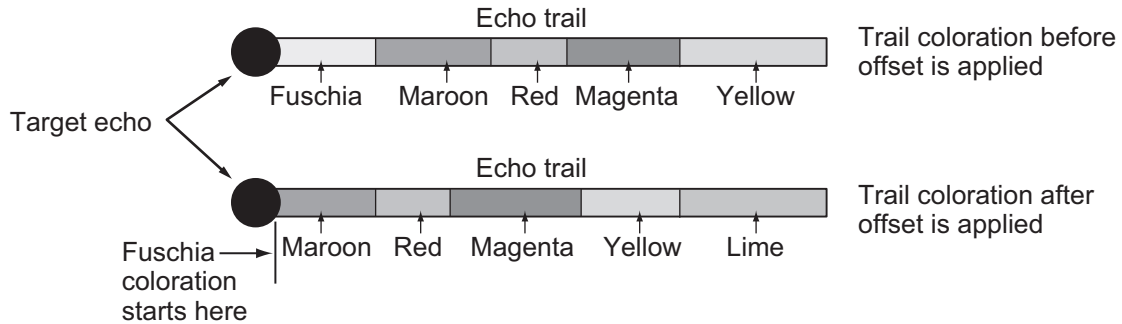 Echo trail
Trail coloration before
offset is applied
Fuschia Maroon Red Magenta Yellow
Target echo
Echo trail
Trail coloration after
offset is applied
Maroon Red Magenta Yellow Lime
Fuschia
coloration
starts here